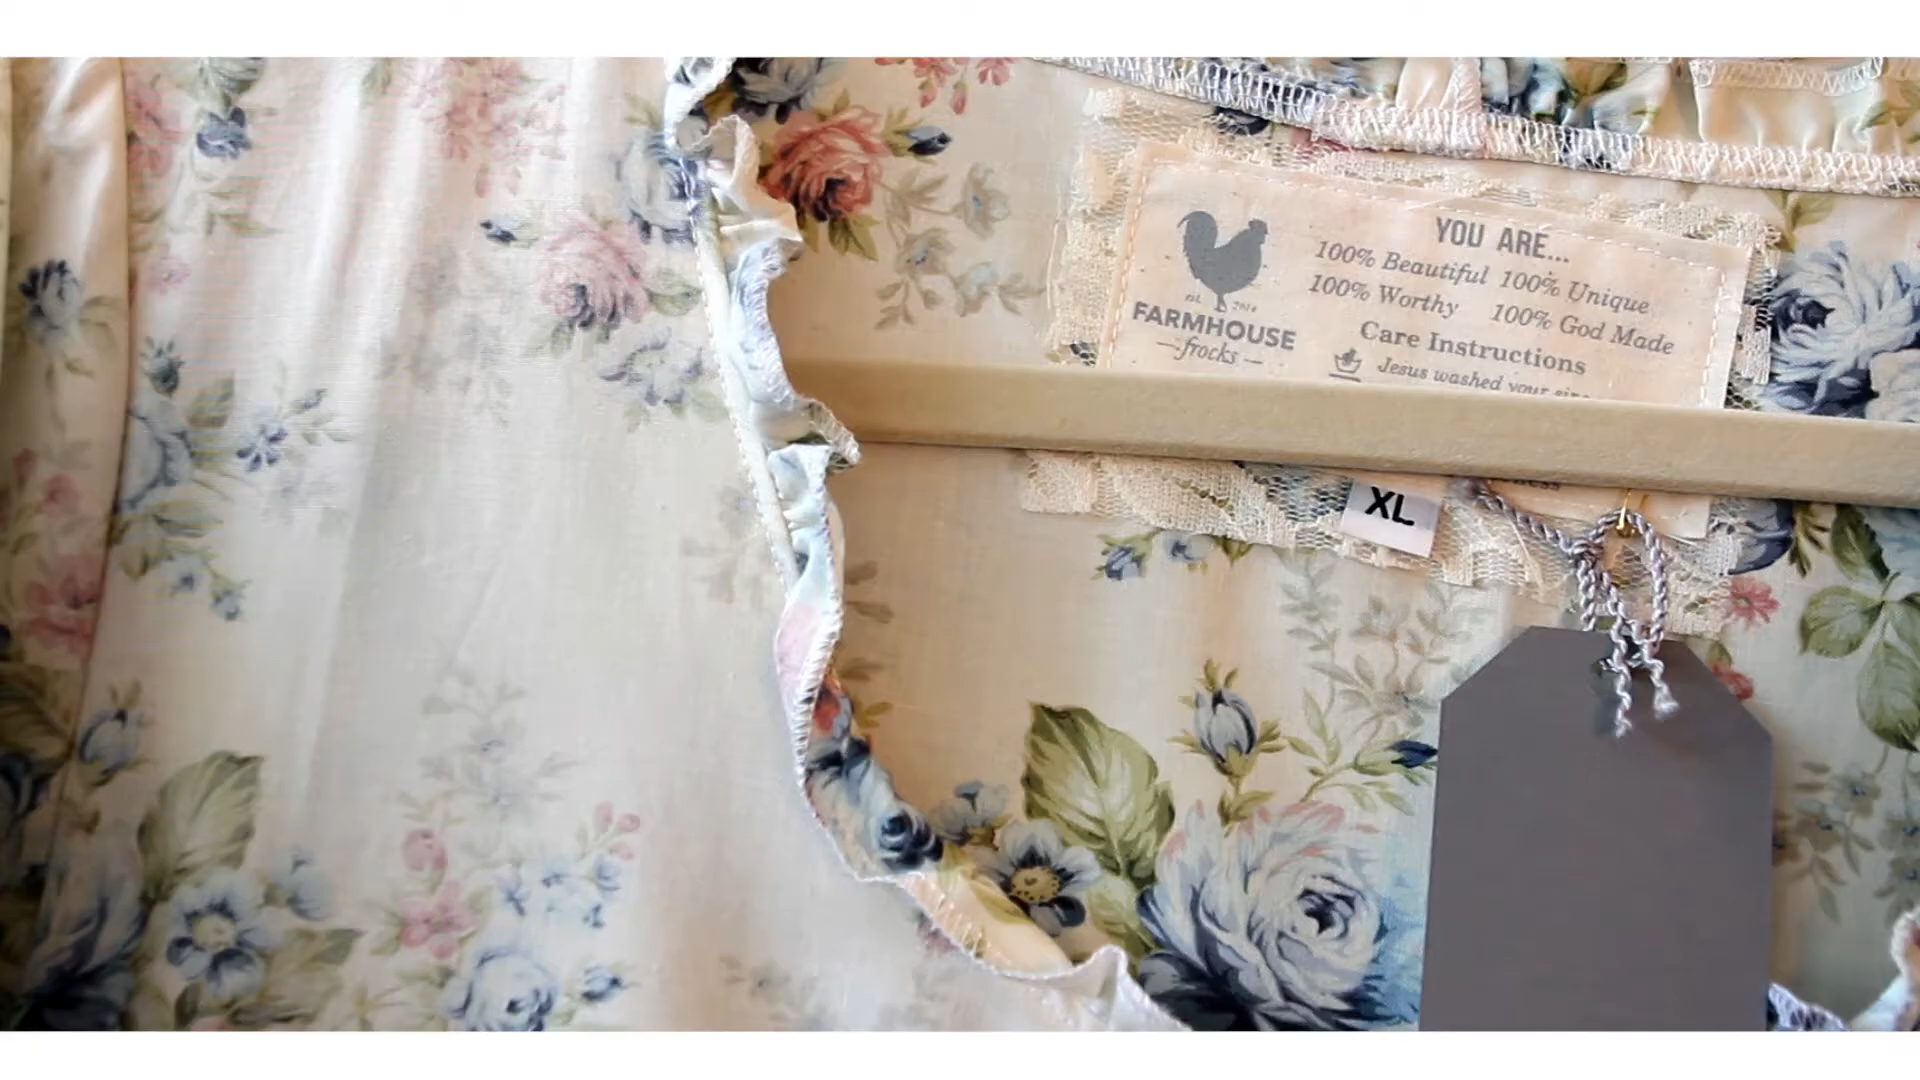 YOU ARE...
100% Beautiful 100% Unique
100% Worthy 100% God Made
Care Instructions
Jesus washed your
est. 2014
FARMHOUSE
frocks
XL